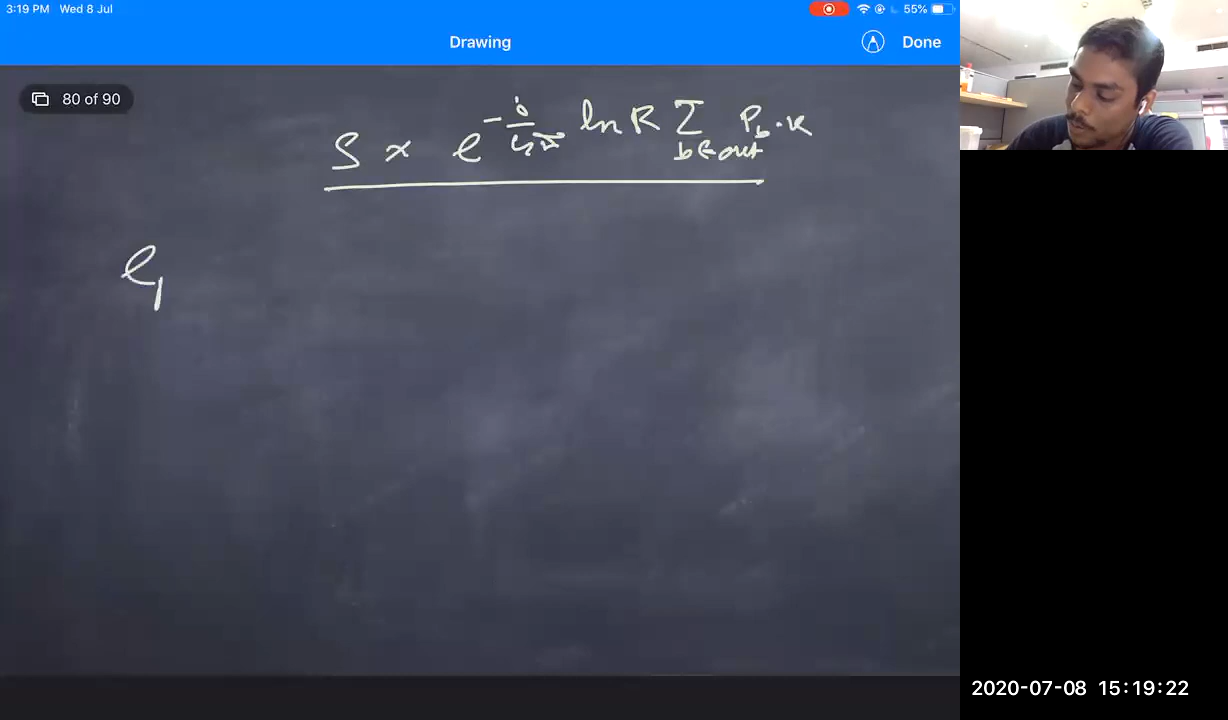 3:19 PM Wed 8 Jul 55%
Drawing Done
80 of 90
S × e^{-\frac{i}{4π} ln R Σ_{b∈out} P_b·k}
e_1
2020-07-08 15:19:22